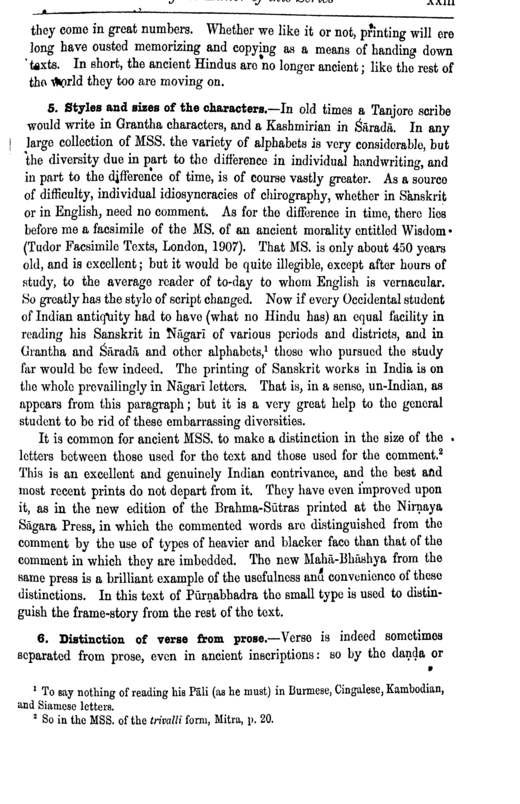 xxiii
they come in great numbers. Whether we like it or not, printing will ere
long have ousted memorizing and copying as a means of handing down
texts. In short, the ancient Hindus are no longer ancient; like the rest of
the world they too are moving on.
5. Styles and sizes of the characters.—In old times a Tanjore scribe
would write in Grantha characters, and a Kashmirian in Śāradā. In any
large collection of MSS. the variety of alphabets is very considerable, but
the diversity due in part to the difference in individual handwriting, and
in part to the difference of time, is of course vastly greater. As a source
of difficulty, individual idiosyncracies of chirography, whether in Sanskrit
or in English, need no comment. As for the difference in time, there lies
before me a facsimile of the MS. of an ancient morality entitled Wisdom
(Tudor Facsimile Texts, London, 1907). That MS. is only about 450 years
old, and is excellent; but it would be quite illegible, except after hours of
study, to the average reader of to-day to whom English is vernacular.
So greatly has the style of script changed. Now if every Occidental student
of Indian antiquity had to have (what no Hindu has) an equal facility in
reading his Sanskrit in Nāgarī of various periods and districts, and in
Grantha and Śāradā and other alphabets,¹ those who pursued the study
far would be few indeed. The printing of Sanskrit works in India is on
the whole prevailingly in Nāgarī letters. That is, in a sense, un-Indian, as
appears from this paragraph; but it is a very great help to the general
student to be rid of these embarrassing diversities.
It is common for ancient MSS. to make a distinction in the size of the
letters between those used for the text and those used for the comment.²
This is an excellent and genuinely Indian contrivance, and the best and
most recent prints do not depart from it. They have even improved upon
it, as in the new edition of the Brahma-Sūtras printed at the Nirṇaya
Sāgara Press, in which the commented words are distinguished from the
comment by the use of types of heavier and blacker face than that of the
comment in which they are imbedded. The new Mahā-Bhāshya from the
same press is a brilliant example of the usefulness and convenience of these
distinctions. In this text of Pūrṇabhadra the small type is used to distin-
guish the frame-story from the rest of the text.
6. Distinction of verse from prose.—Verse is indeed sometimes
separated from prose, even in ancient inscriptions: so by the daṇḍa or
¹ To say nothing of reading his Pāli (as he must) in Burmese, Cingalese, Kambodian,
and Siamese letters.
² So in the MSS. of the trivalli form, Mitra, p. 20.